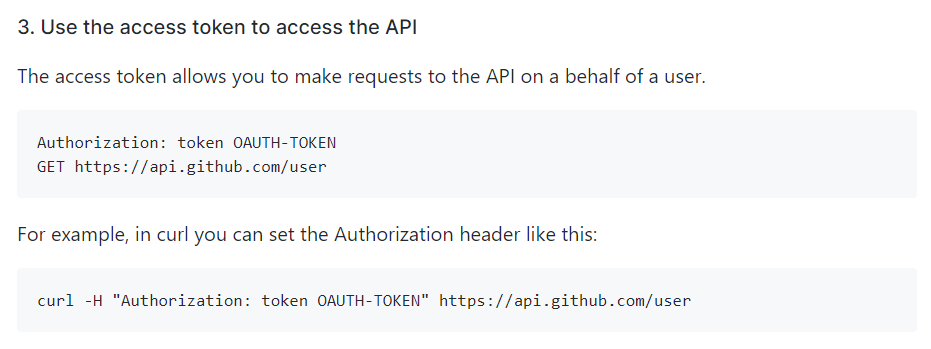 3. Use the access token to access the API
The access token allows you to make requests to the API on a behalf of a user.
Authorization: token OAUTH-TOKEN
GET https://api.github.com/user
For example, in curl you can set the Authorization header like this:
curl -H "Authorization: token OAUTH-TOKEN" https://api.github.com/user